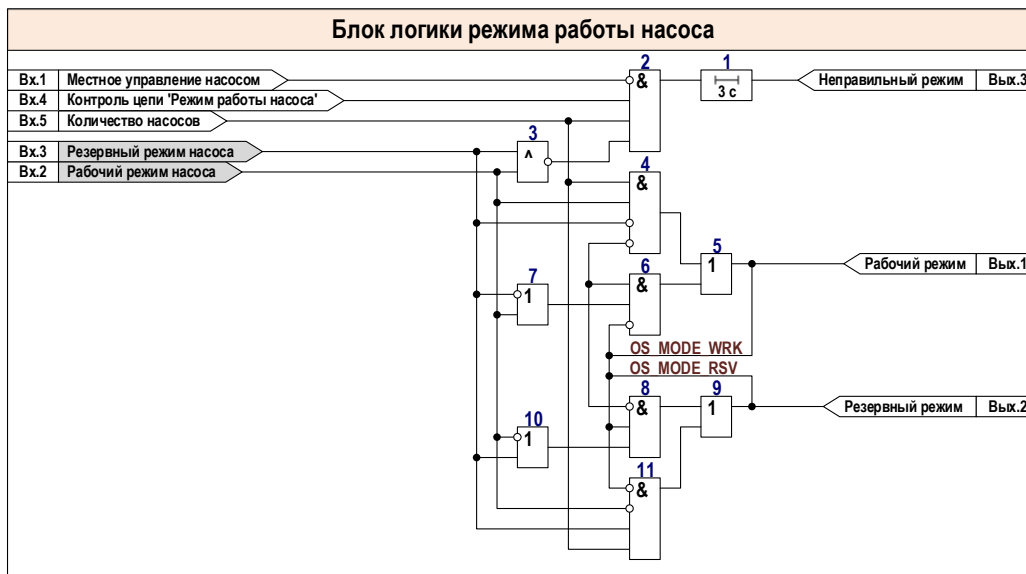 Блок логики режима работы насоса
Вх.1 Местное управление насосом
Вх.4 Контроль цепи 'Режим работы насоса'
Вх.5 Количество насосов
Вх.3 Резервный режим насоса
Вх.2 Рабочий режим насоса
2
&
1
3 с
Неправильный режим Вых.3
3
^
4
&
5
1
Рабочий режим Вых.1
6
&
7
1
OS_MODE_WRK
OS_MODE_RSV
8
&
9
1
Резервный режим Вых.2
10
1
11
&